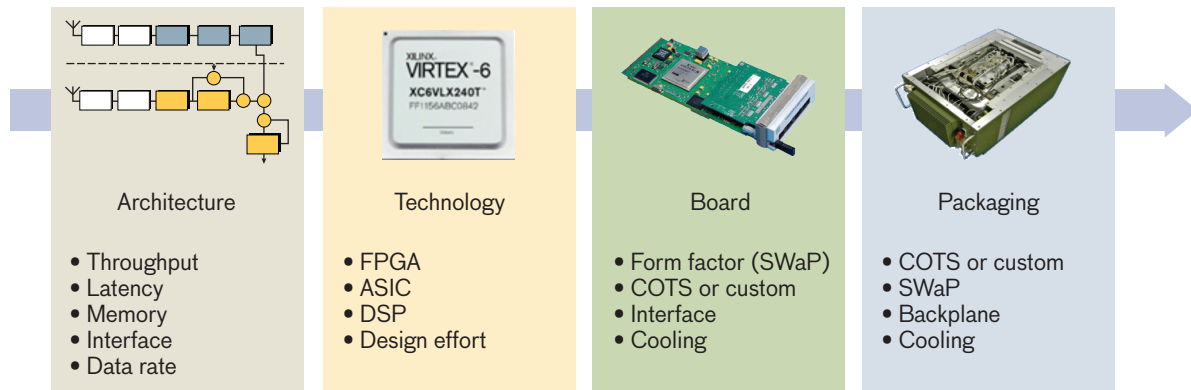 XILINX
VIRTEX-6
XC6VLX240T™
FF1156ABC0842
Architecture
• Throughput
• Latency
• Memory
• Interface
• Data rate
Technology
• FPGA
• ASIC
• DSP
• Design effort
Board
• Form factor (SWaP)
• COTS or custom
• Interface
• Cooling
Packaging
• COTS or custom
• SWaP
• Backplane
• Cooling